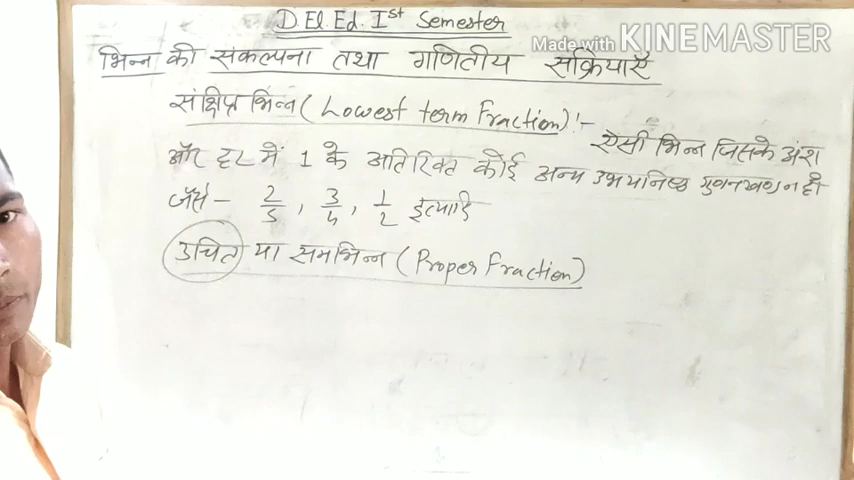 D.El.Ed. Ist Semester
Made with KINEMASTER
भिन्न की संकल्पना तथा गणितीय संक्रियाएँ
संक्षिप्त भिन्न (Lowest term Fraction) :- ऐसी भिन्न जिसके अंश
और हर में 1 के अतिरिक्त कोई अन्य उभयनिष्ठ गुणनखण्ड न हो
जैसे - 2/5, 3/4, 1/2 इत्यादि
उचित या समभिन्न (Proper Fraction)